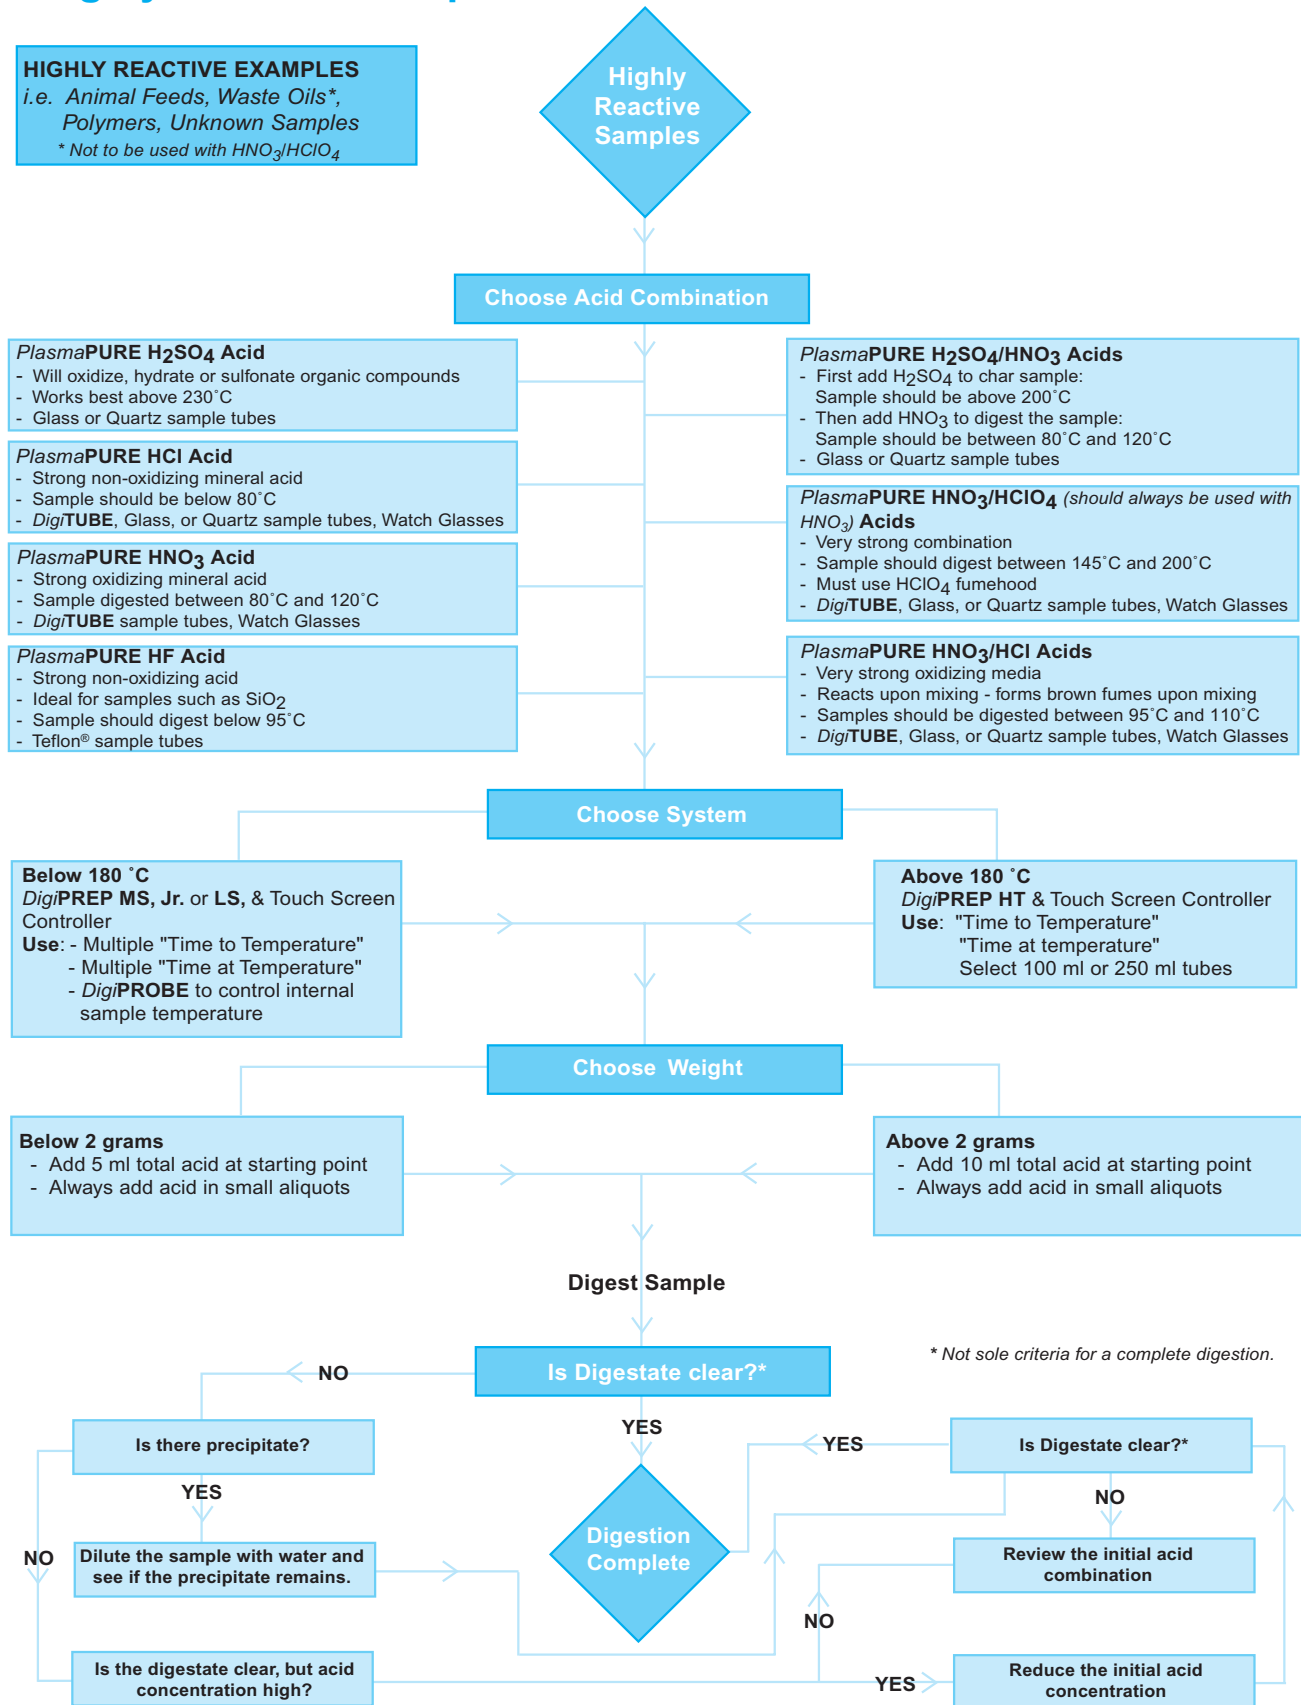 HIGHLY REACTIVE EXAMPLES
i.e. Animal Feeds, Waste Oils*,
Polymers, Unknown Samples
* Not to be used with HNO3/HClO4
Highly
Reactive
Samples
Choose Acid Combination
PlasmaPURE H2SO4 Acid
- Will oxidize, hydrate or sulfonate organic compounds
- Works best above 230˚C
- Glass or Quartz sample tubes
PlasmaPURE HCl Acid
- Strong non-oxidizing mineral acid
- Sample should be below 80˚C
- DigiTUBE, Glass, or Quartz sample tubes, Watch Glasses
PlasmaPURE HNO3 Acid
- Strong oxidizing mineral acid
- Sample digested between 80˚C and 120˚C
- DigiTUBE sample tubes, Watch Glasses
PlasmaPURE HF Acid
- Strong non-oxidizing acid
- Ideal for samples such as SiO2
- Sample should digest below 95˚C
- Teflon® sample tubes
PlasmaPURE H2SO4/HNO3 Acids
- First add H2SO4 to char sample:
Sample should be above 200˚C
- Then add HNO3 to digest the sample:
Sample should be between 80˚C and 120˚C
- Glass or Quartz sample tubes
PlasmaPURE HNO3/HClO4 (should always be used with
HNO3) Acids
- Very strong combination
- Sample should digest between 145˚C and 200˚C
- Must use HClO4 fumehood
- DigiTUBE, Glass, or Quartz sample tubes, Watch Glasses
PlasmaPURE HNO3/HCl Acids
- Very strong oxidizing media
- Reacts upon mixing - forms brown fumes upon mixing
- Samples should be digested between 95˚C and 110˚C
- DigiTUBE, Glass, or Quartz sample tubes, Watch Glasses
Choose System
Below 180 ˚C
DigiPREP MS, Jr. or LS, & Touch Screen
Controller
Use: - Multiple "Time to Temperature"
- Multiple "Time at Temperature"
- DigiPROBE to control internal
sample temperature
Above 180 ˚C
DigiPREP HT & Touch Screen Controller
Use: "Time to Temperature"
"Time at temperature"
Select 100 ml or 250 ml tubes
Choose Weight
Below 2 grams
- Add 5 ml total acid at starting point
- Always add acid in small aliquots
Above 2 grams
- Add 10 ml total acid at starting point
- Always add acid in small aliquots
Digest Sample
Is Digestate clear?*
* Not sole criteria for a complete digestion.
NO
YES
Is there precipitate?
YES
Is Digestate clear?*
YES
NO
NO
Dilute the sample with water and
see if the precipitate remains.
Digestion
Complete
Review the initial acid
combination
NO
Is the digestate clear, but acid
concentration high?
YES
Reduce the initial acid
concentration